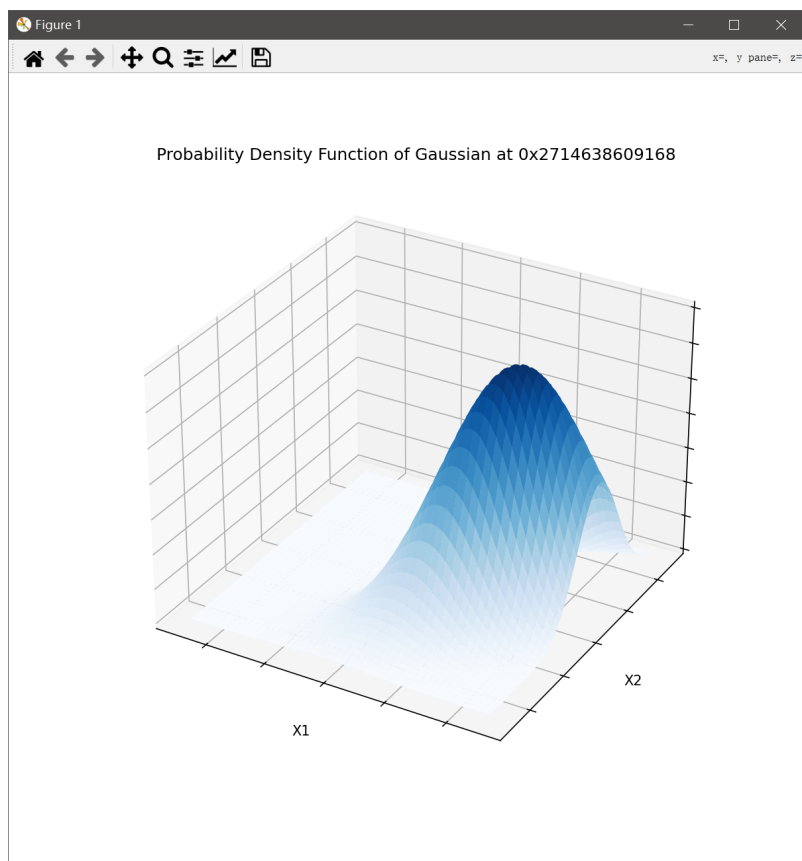 Figure 1
x=, y pane=, z=
Probability Density Function of Gaussian at 0x2714638609168
X2
X1